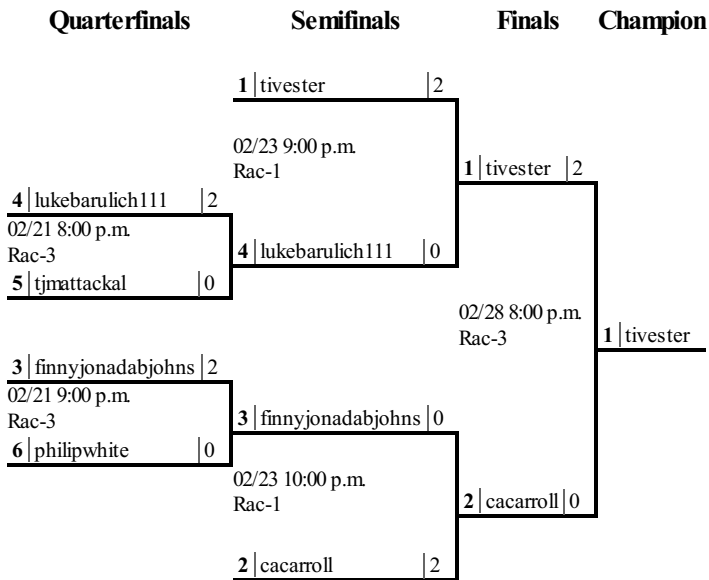 Quarterfinals Semifinals Finals Champion
1 tivester 2
02/23 9:00 p.m.
Rac-1
1 tivester 2
4 lukebarulich111 2
02/21 8:00 p.m.
Rac-3
4 lukebarulich111 0
5 tjmattackal 0
02/28 8:00 p.m.
Rac-3
1 tivester
3 finnyjonadabjohns 2
02/21 9:00 p.m.
Rac-3
3 finnyjonadabjohns 0
6 philipwhite 0
02/23 10:00 p.m.
Rac-1
2 cacarroll 0
2 cacarroll 2